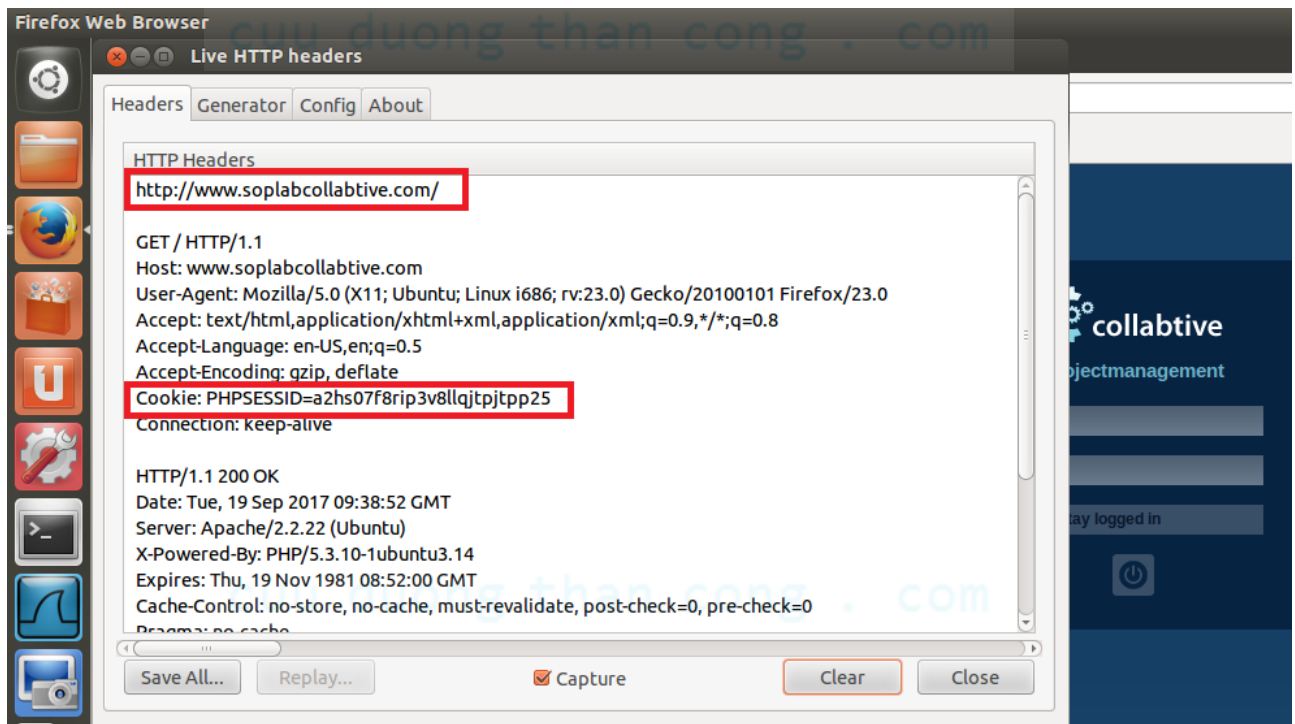 Firefox Web Browser
cuu duong than cong . com
Live HTTP headers
Headers Generator Config About
HTTP Headers
http://www.soplabcollabtive.com/
GET / HTTP/1.1
Host: www.soplabcollabtive.com
User-Agent: Mozilla/5.0 (X11; Ubuntu; Linux i686; rv:23.0) Gecko/20100101 Firefox/23.0
Accept: text/html,application/xhtml+xml,application/xml;q=0.9,*/*;q=0.8
Accept-Language: en-US,en;q=0.5
Accept-Encoding: gzip, deflate
Cookie: PHPSESSID=a2hs07f8rip3v8llqjtpjtpp25
Connection: keep-alive
HTTP/1.1 200 OK
Date: Tue, 19 Sep 2017 09:38:52 GMT
Server: Apache/2.2.22 (Ubuntu)
X-Powered-By: PHP/5.3.10-1ubuntu3.14
Expires: Thu, 19 Nov 1981 08:52:00 GMT
Cache-Control: no-store, no-cache, must-revalidate, post-check=0, pre-check=0
Pragma: no-cache
cuu duong than cong . com
Save All... Replay... Capture Clear Close
collabtive
ojectmanagement
tay logged in